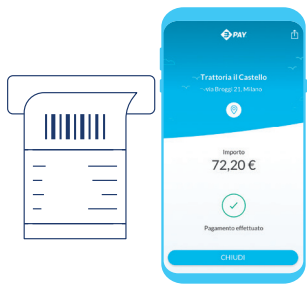 PAY
Trattoria il Castello
via Broggi 21, Milano
Importo
72,20 €
Pagamento effettuato
CHIUDI